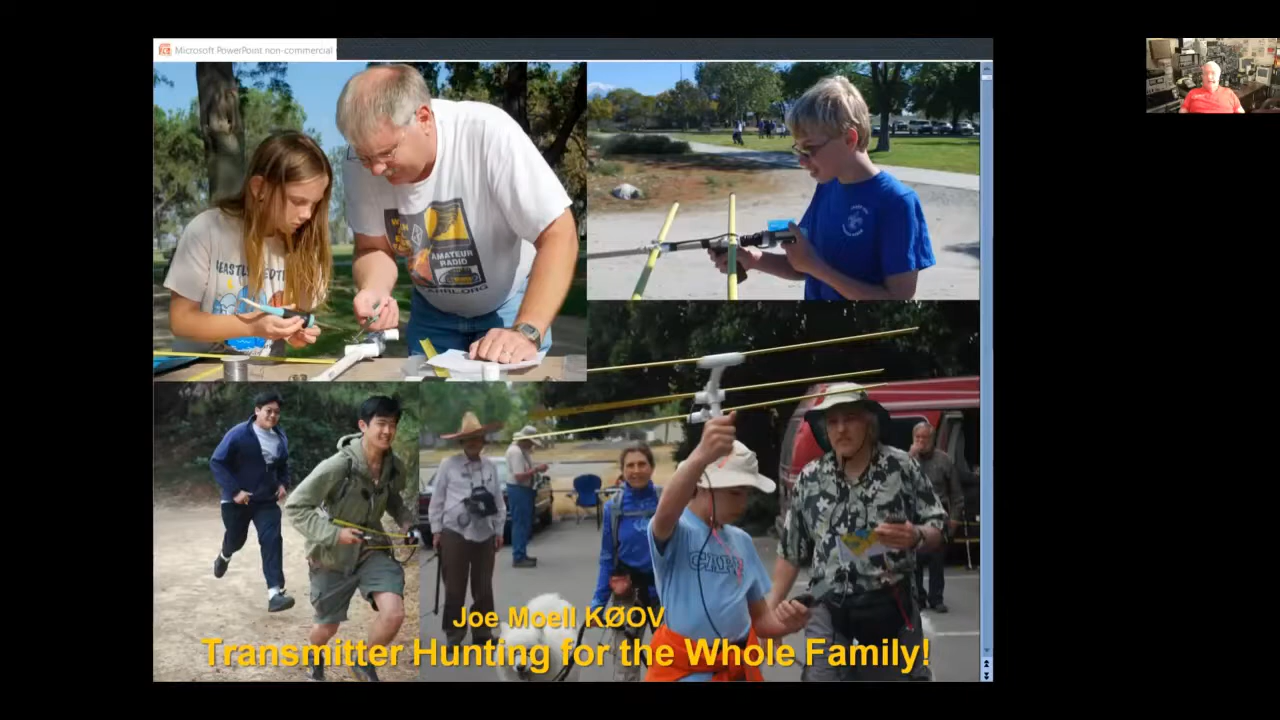 Microsoft PowerPoint non-commercial
AMATEUR
RADIO
Joe Moell KØOV
Transmitter Hunting for the Whole Family!